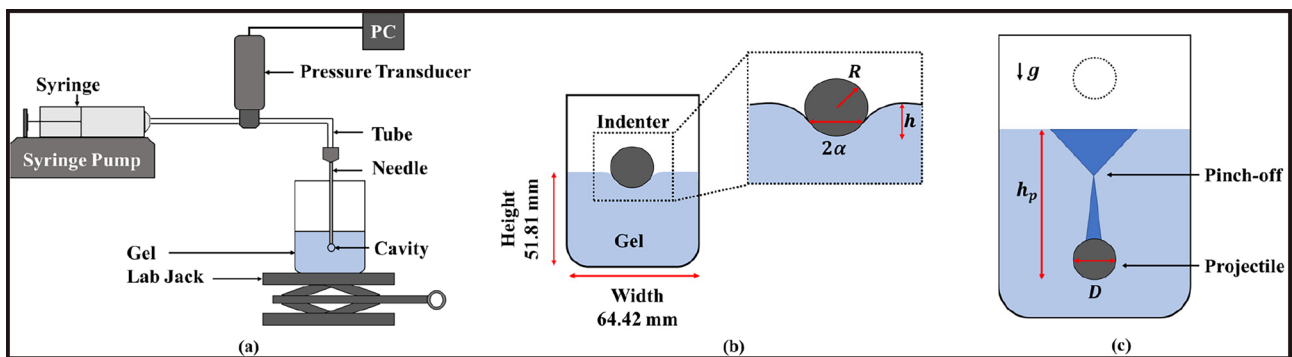 PC
Pressure Transducer
Syringe
Tube
Syringe Pump
Needle
Gel
Cavity
Lab Jack
(a)
Indenter
R
h
2α
Height
51.81 mm
Gel
Width
64.42 mm
(b)
g
h_p
Pinch-off
Projectile
D
(c)